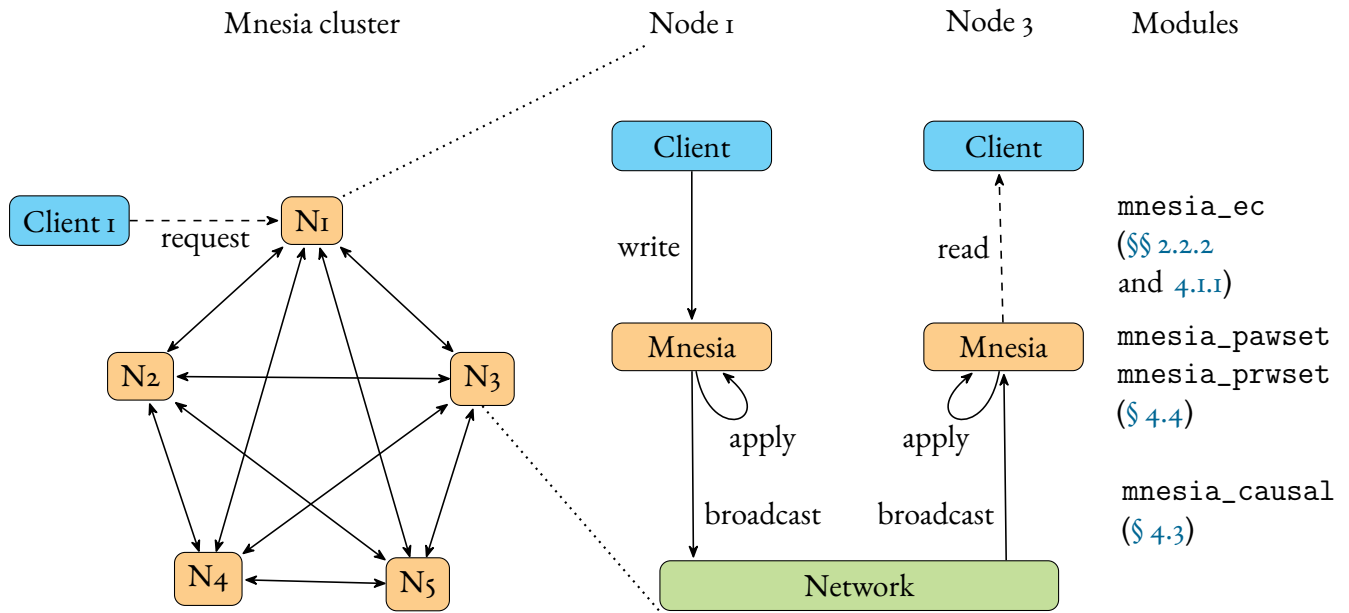 Mnesia cluster
Node 1
Node 3
Modules
Client
Client
Client 1
request
N1
write
read
mnesia_ec
(§§ 2.2.2
and 4.1.1)
N2
N3
Mnesia
Mnesia
mnesia_pawset
mnesia_prwset
(§ 4.4)
apply
apply
broadcast
broadcast
mnesia_causal
(§ 4.3)
N4
N5
Network